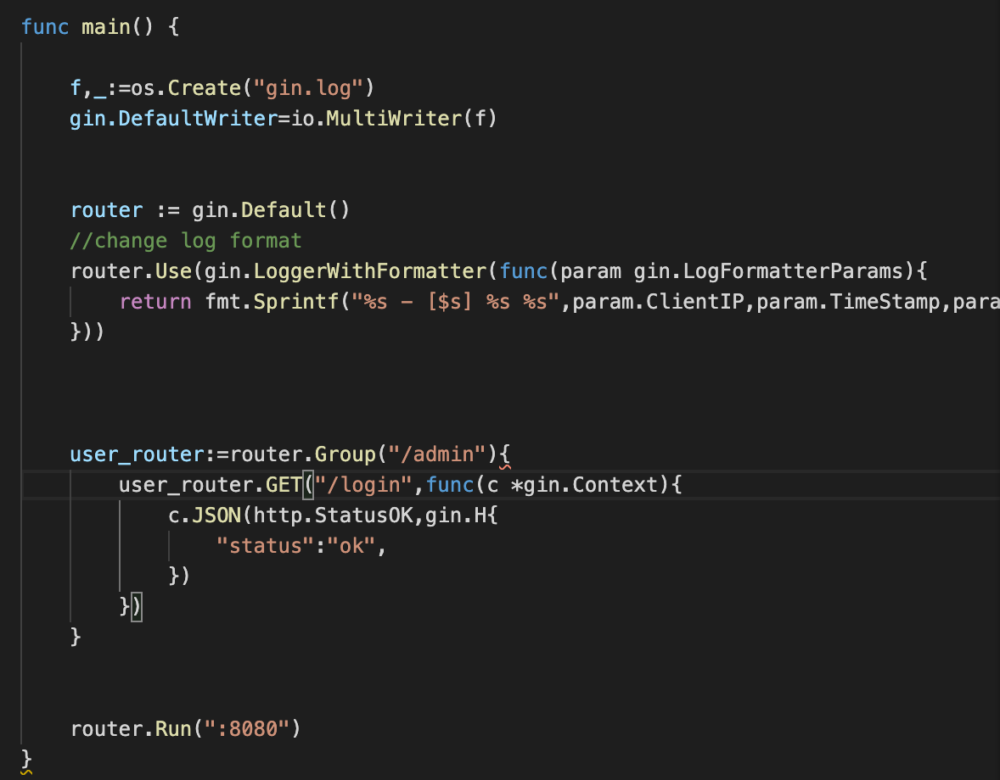 func main() {
f,_:=os.Create("gin.log")
gin.DefaultWriter=io.MultiWriter(f)
router := gin.Default()
//change log format
router.Use(gin.LoggerWithFormatter(func(param gin.LogFormatterParams){
return fmt.Sprintf("%s - [$s] %s %s",param.ClientIP,param.TimeStamp,para
}))
user_router:=router.Group("/admin"){
user_router.GET("/login",func(c *gin.Context){
c.JSON(http.StatusOK,gin.H{
"status":"ok",
})
})
}
router.Run(":8080")
}